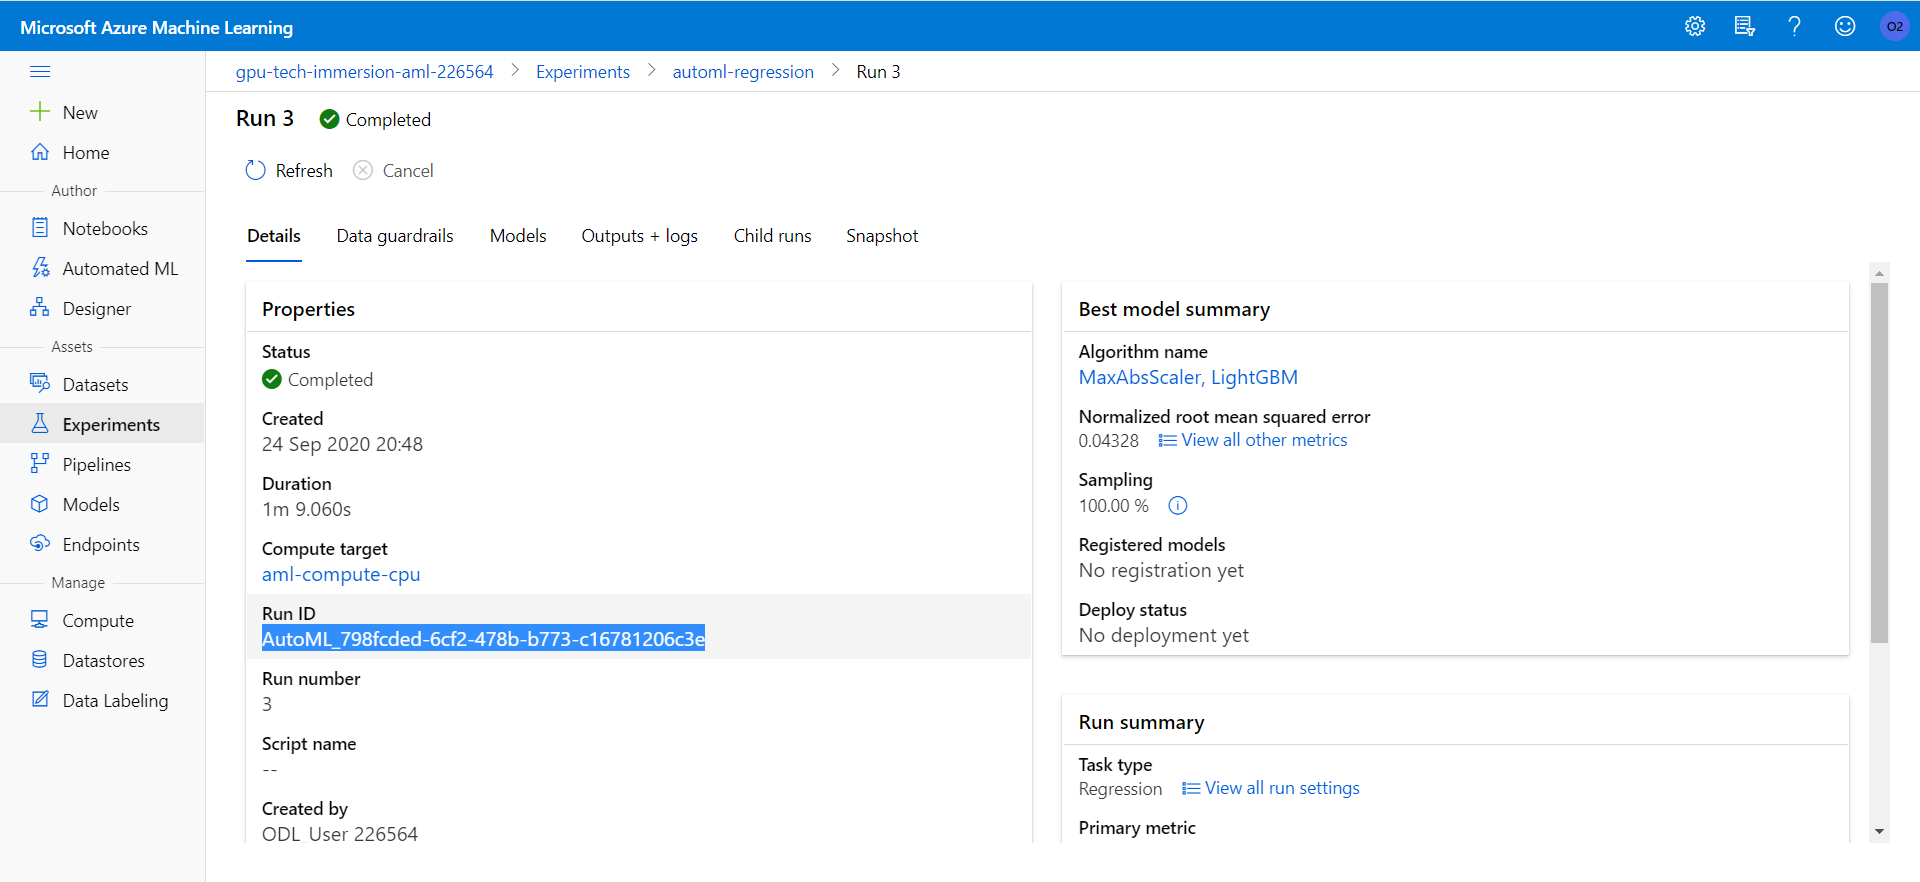 Microsoft Azure Machine Learning
O2
gpu-tech-immersion-aml-226564 > Experiments > automl-regression > Run 3
New
Home
Author
Notebooks
Automated ML
Designer
Assets
Datasets
Experiments
Pipelines
Models
Endpoints
Manage
Compute
Datastores
Data Labeling
Run 3 Completed
Refresh Cancel
Details Data guardrails Models Outputs + logs Child runs Snapshot
Properties
Status
Completed
Created
24 Sep 2020 20:48
Duration
1m 9.060s
Compute target
aml-compute-cpu
Run ID
AutoML_798fcded-6cf2-478b-b773-c16781206c3e
Run number
3
Script name
--
Created by
ODL_User 226564
Best model summary
Algorithm name
MaxAbsScaler, LightGBM
Normalized root mean squared error
0.04328 View all other metrics
Sampling
100.00 %
Registered models
No registration yet
Deploy status
No deployment yet
Run summary
Task type
Regression View all run settings
Primary metric